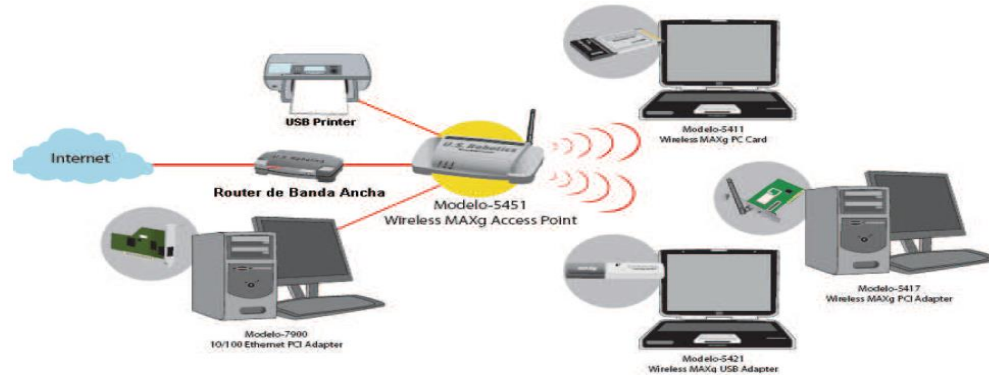 USB Printer
Internet
U.S. Robotics
Router de Banda Ancha
Modelo-5451
Wireless MAXg Access Point
Modelo-5411
Wireless MAXg PC Card
Modelo-5417
Wireless MAXg PCI Adapter
Modelo-7900
10/100 Ethernet PCI Adapter
Modelo-5421
Wireless MAXg USB Adapter